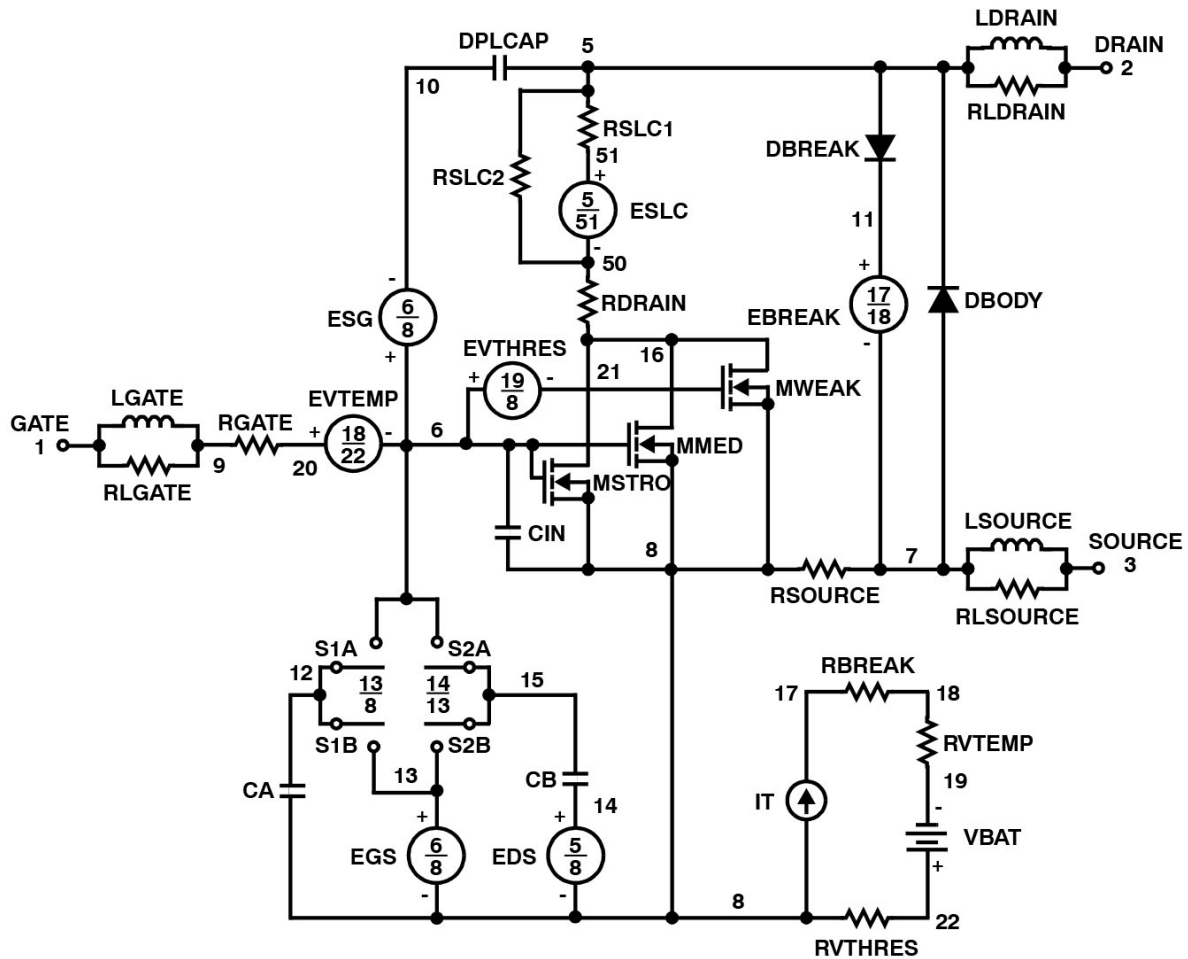 LDRAIN
DPLCAP
5
DRAIN
2
10
RLDRAIN
RSLC1
DBREAK
51
RSLC2
+
5
51
ESLC
11
-
50
-
+
RDRAIN
6
8
ESG
17
18
DBODY
EBREAK
EVTHRES
-
+
16
21
+
19
8
-
MWEAK
LGATE
EVTEMP
GATE
1
RGATE
+
18
22
-
6
MMED
9
20
RLGATE
MSTRO
LSOURCE
CIN
8
7
SOURCE
3
RSOURCE
RLSOURCE
S1A
S2A
12
13
8
14
13
15
RBREAK
17
18
S1B
S2B
RVTEMP
13
CB
19
CA
14
-
IT
+
+
VBAT
EGS
6
8
EDS
5
8
+
-
-
8
22
RVTHRES